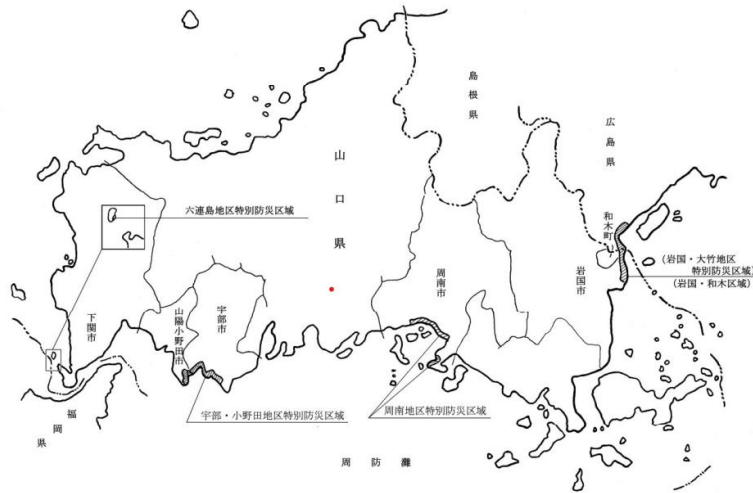 島根県
広島県
山口県
六連島地区特別防災区域
和木町
（岩国・大竹地区
特別防災区域）
（岩国・和木区域）
岩国市
周南市
下関市
山陽小野田市
宇部市
宇部・小野田地区特別防災区域
周南地区特別防災区域
福岡県
周防灘